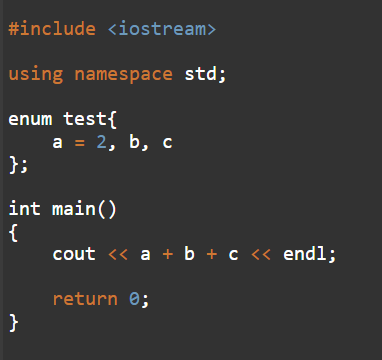 #include <iostream>
using namespace std;
enum test{
    a = 2, b, c
};
int main()
{
    cout << a + b + c << endl;
    return 0;
}